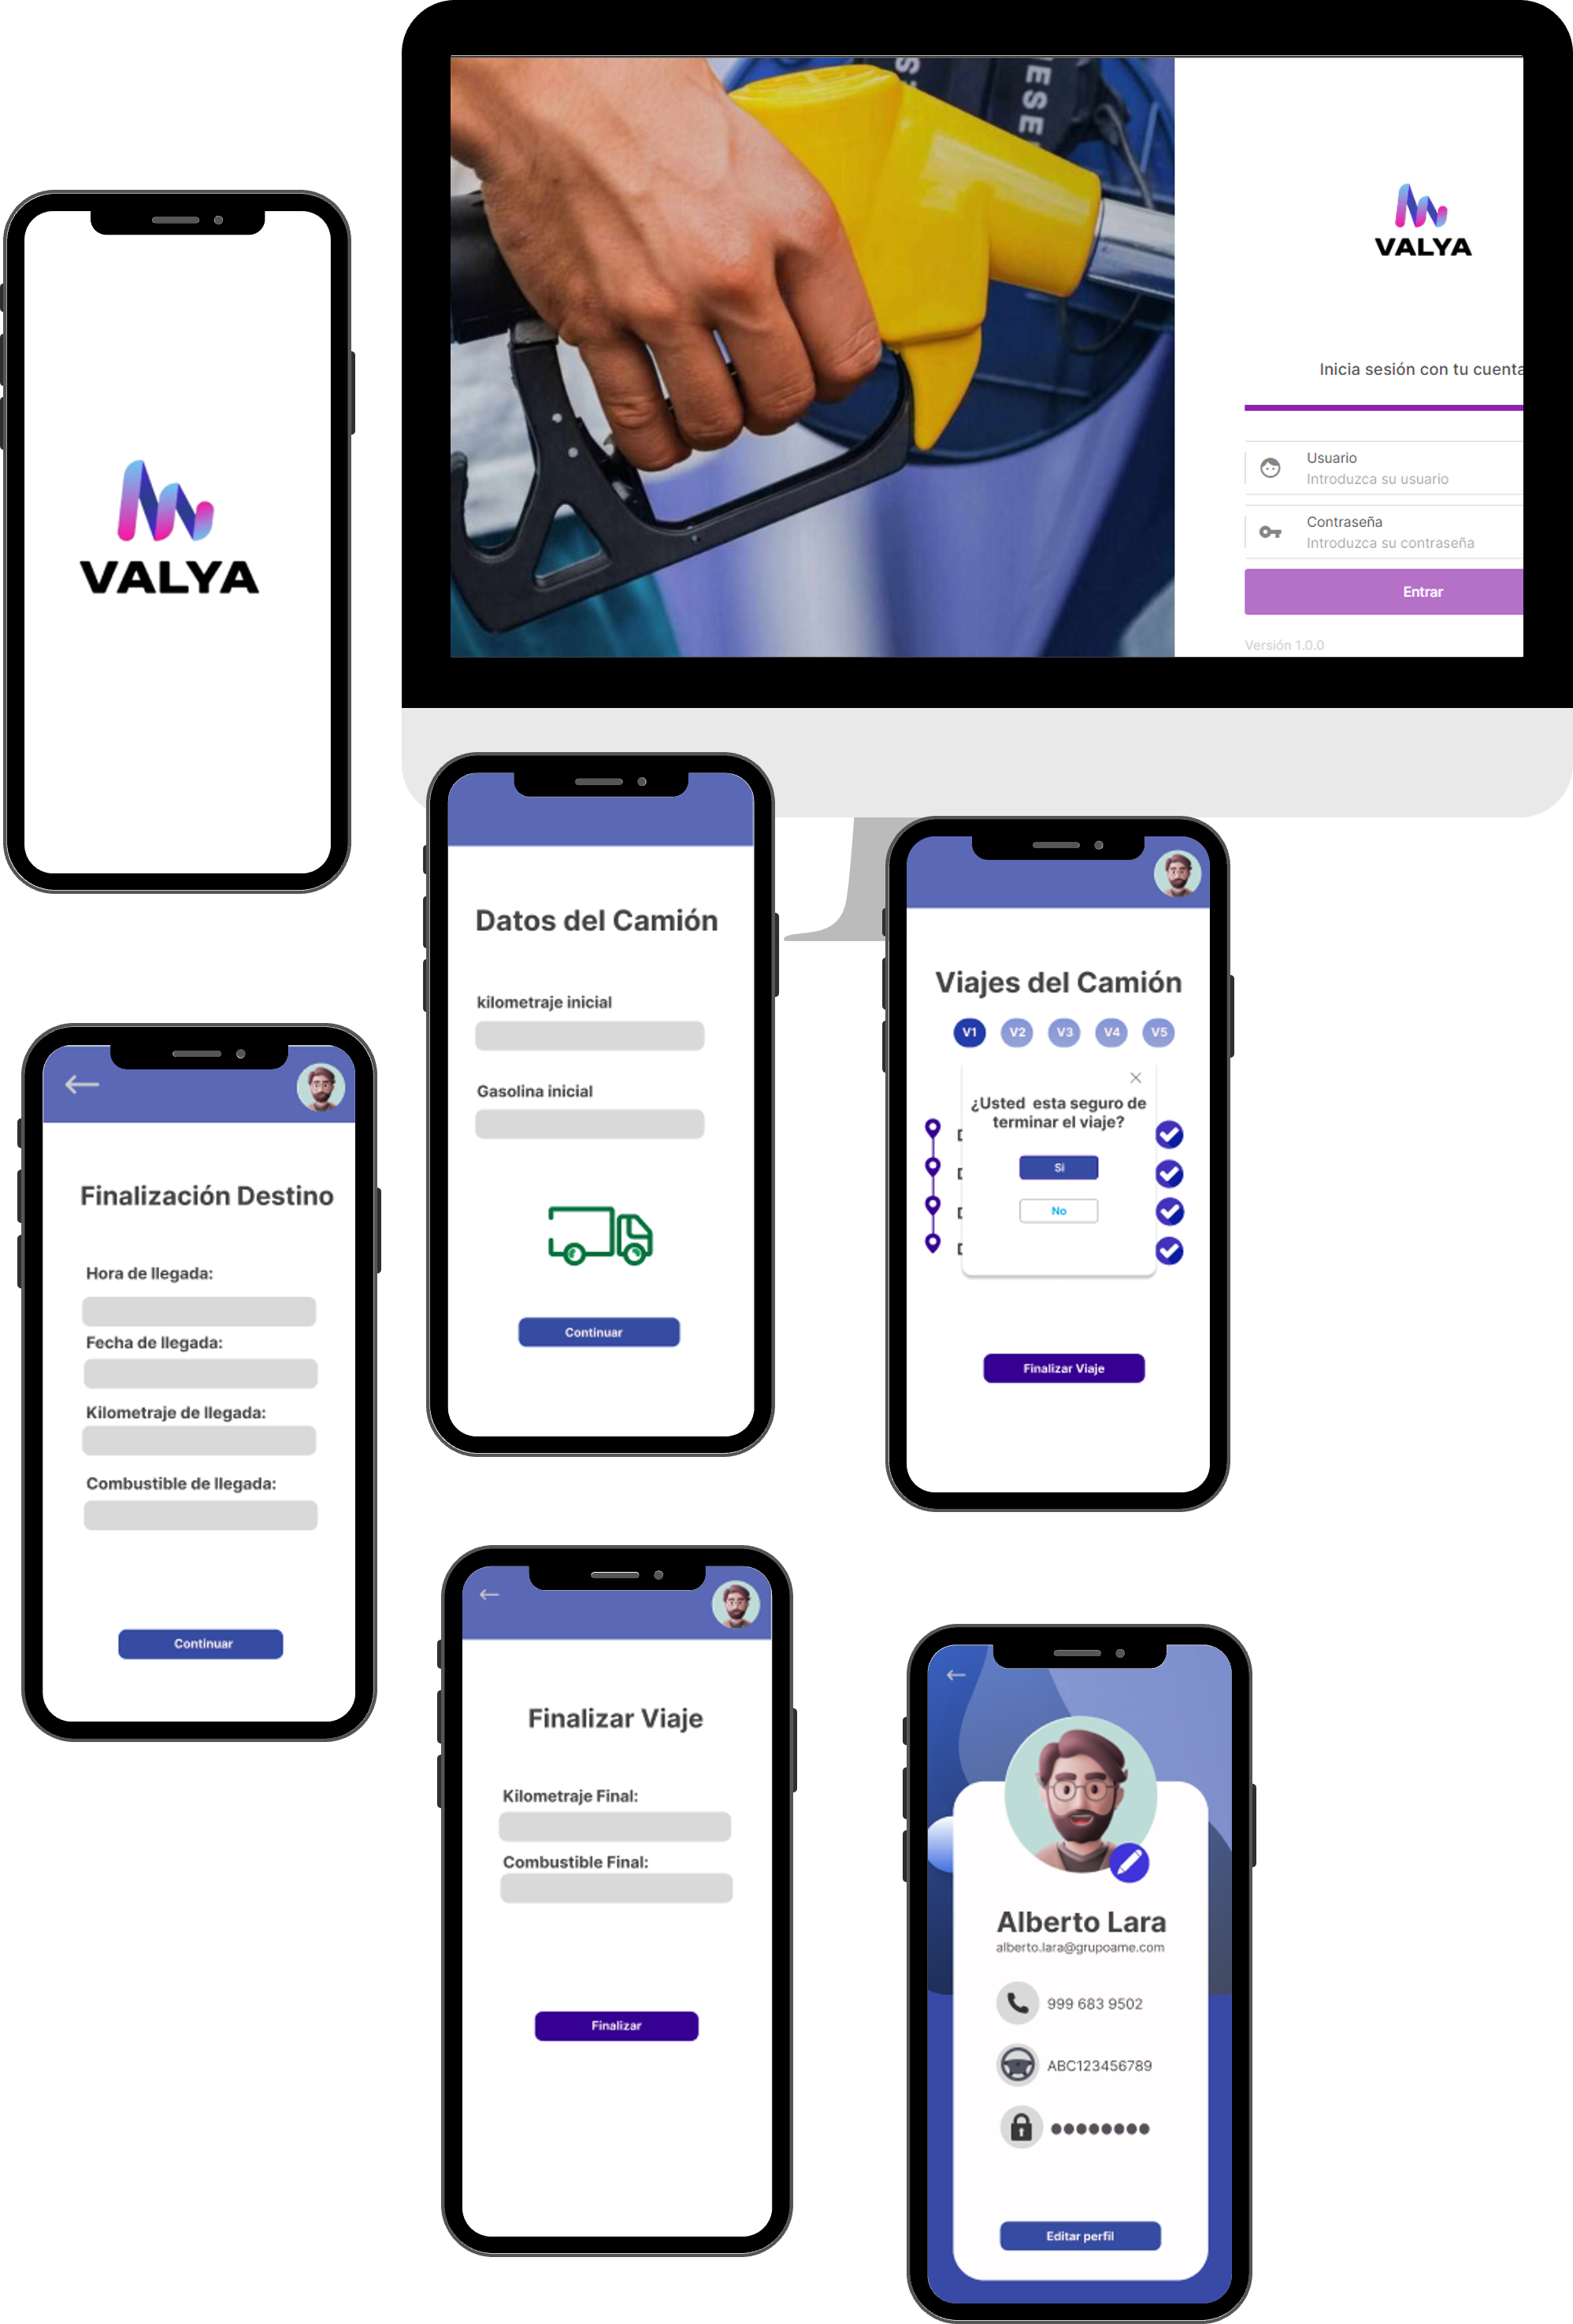 ESEL
VALYA
Inicia sesión con tu cuenta
Usuario
Introduzca su usuario
Contraseña
Introduzca su contraseña
Entrar
Versión 1.0.0
VALYA
Datos del Camión
kilometraje inicial
Gasolina inicial
Continuar
Viajes del Camión
V1 V2 V3 V4 V5
¿Usted esta seguro de
terminar el viaje?
Si
No
Finalizar Viaje
Finalización Destino
Hora de llegada:
Fecha de llegada:
Kilometraje de llegada:
Combustible de llegada:
Continuar
Finalizar Viaje
Kilometraje Final:
Combustible Final:
Finalizar
Alberto Lara
alberto.lara@grupoame.com
999 683 9502
ABC123456789
Editar perfil